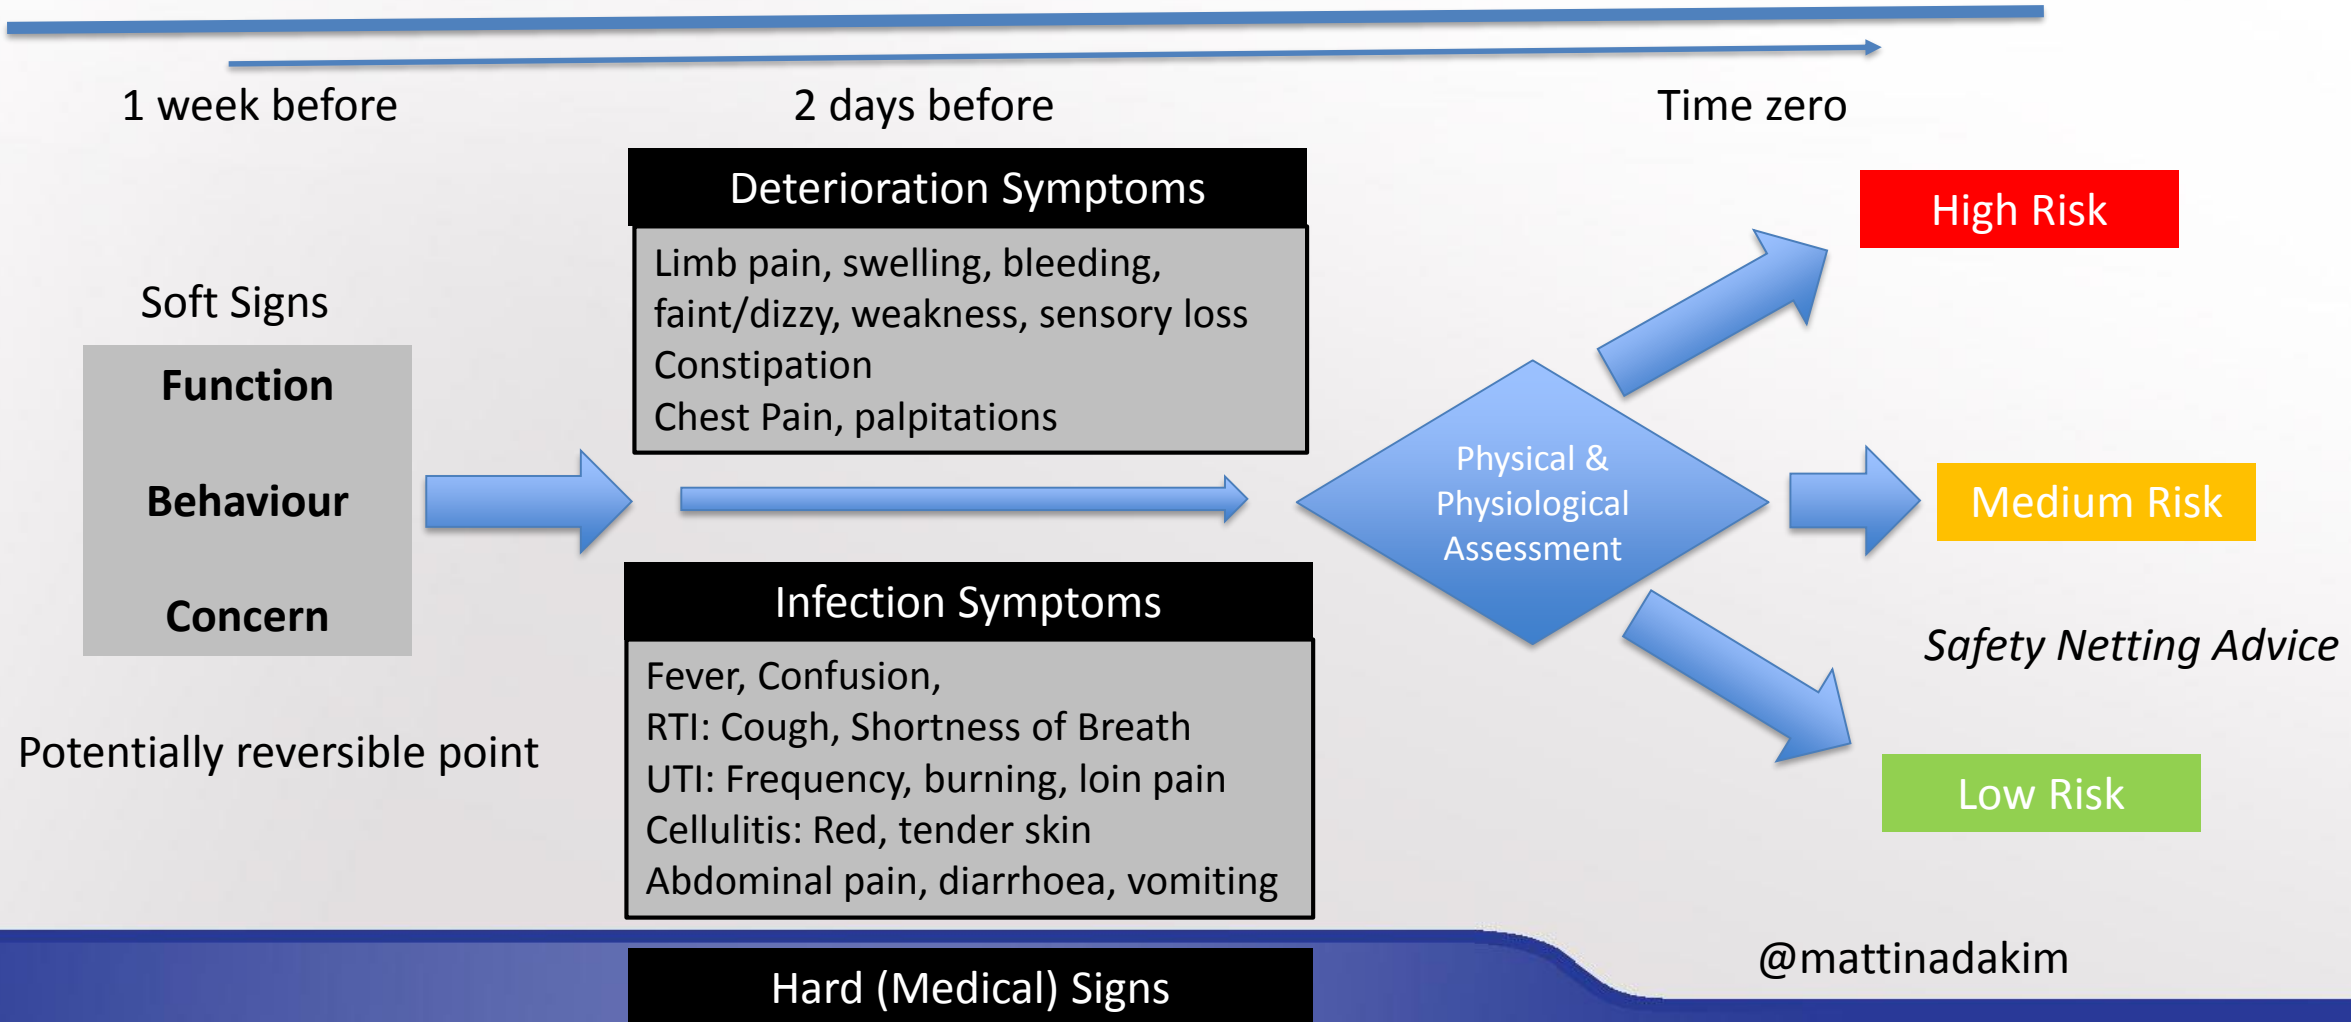 1 week before
2 days before
Time zero
Soft Signs
Function
Behaviour
Concern
Potentially reversible point
Deterioration Symptoms
Limb pain, swelling, bleeding,
faint/dizzy, weakness, sensory loss
Constipation
Chest Pain, palpitations
Infection Symptoms
Fever, Confusion,
RTI: Cough, Shortness of Breath
UTI: Frequency, burning, loin pain
Cellulitis: Red, tender skin
Abdominal pain, diarrhoea, vomiting
Hard (Medical) Signs
Physical &
Physiological
Assessment
High Risk
Medium Risk
Safety Netting Advice
Low Risk
@mattinadakim